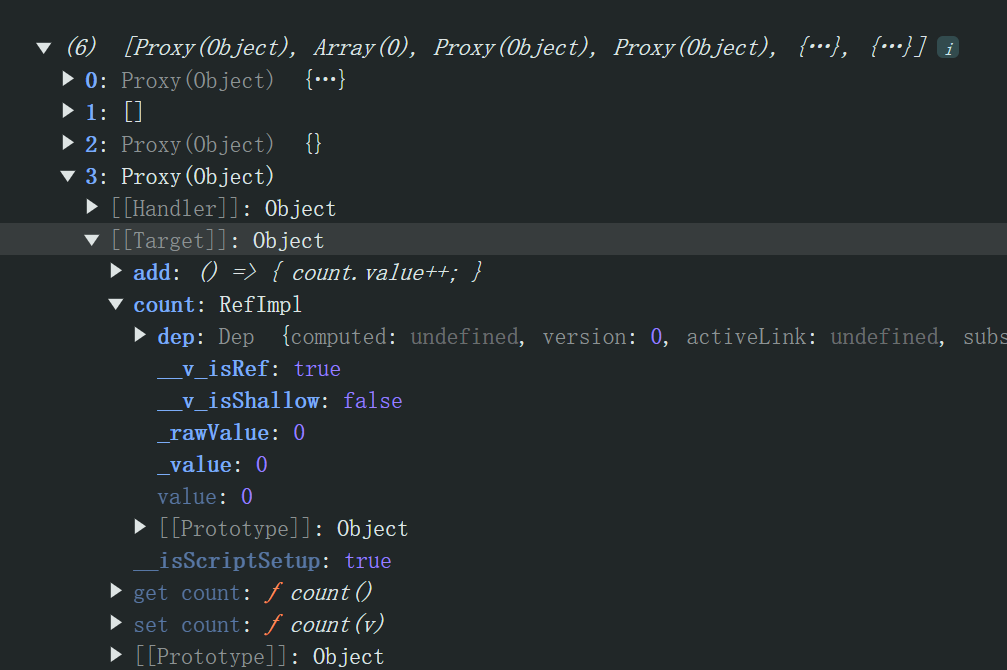 ▼ (6) [Proxy(Object), Array(0), Proxy(Object), Proxy(Object), {…}, {…}] i
▶ 0: Proxy(Object) {…}
▶ 1: []
▶ 2: Proxy(Object) {}
▼ 3: Proxy(Object)
▶ [[Handler]]: Object
▼ [[Target]]: Object
▶ add: () => { count.value++; }
▼ count: RefImpl
▶ dep: Dep {computed: undefined, version: 0, activeLink: undefined, subs
__v_isRef: true
__v_isShallow: false
_rawValue: 0
_value: 0
value: 0
▶ [[Prototype]]: Object
__isScriptSetup: true
▶ get count: ƒ count()
▶ set count: ƒ count(v)
▶ [[Prototype]]: Object